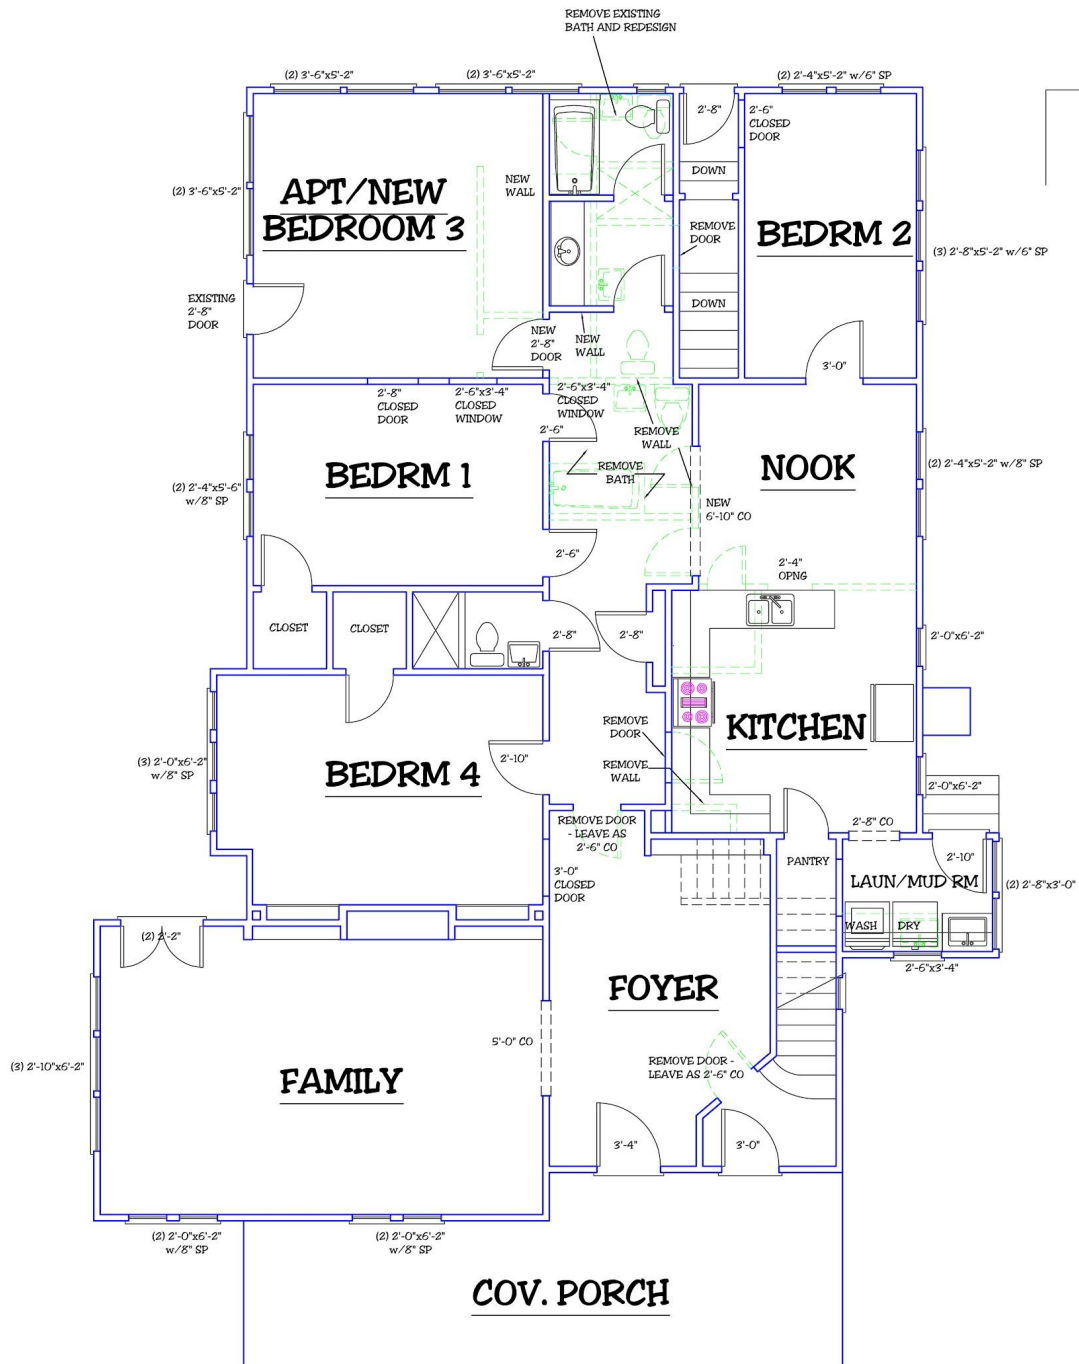 REMOVE EXISTING
BATH AND REDESIGN
(2) 3'-6"x5'-2"
(2) 3'-6"x5'-2"
(2) 2'-4"x5'-2" w/6" SP
2'-8"
2'-6"
CLOSED
DOOR
(2) 3'-6"x5'-2"
APT/NEW
BEDROOM 3
NEW
WALL
DOWN
REMOVE
DOOR
BEDRM 2
(3) 2'-8"x5'-2" w/6" SP
EXISTING
2'-8"
DOOR
DOWN
NEW
2'-8"
DOOR
NEW
WALL
3'-0"
2'-8"
CLOSED
DOOR
2'-6"x3'-4"
CLOSED
WINDOW
2'-6"x3'-4"
CLOSED
WINDOW
2'-6"
REMOVE
WALL
(2) 2'-4"x5'-6"
w/8" SP
BEDRM 1
REMOVE
BATH
NOOK
(2) 2'-4"x5'-2" w/8" SP
NEW
6'-10" CO
2'-6"
2'-4"
OPNG
CLOSET
CLOSET
2'-8"
2'-8"
2'-0"x6'-2"
REMOVE
DOOR
KITCHEN
(3) 2'-0"x6'-2"
w/8" SP
BEDRM 4
2'-10"
REMOVE
WALL
2'-0"x6'-2"
REMOVE DOOR
- LEAVE AS
2'-6" CO
2'-8" CO
3'-0"
CLOSED
DOOR
PANTRY
2'-10"
LAUN/MUD RM
(2) 2'-8"x3'-0"
WASH
DRY
(2) 2'-2"
2'-6"x3'-4"
FOYER
5'-0" CO
(3) 2'-10"x6'-2"
FAMILY
REMOVE DOOR -
LEAVE AS 2'-6" CO
3'-4"
3'-0"
(2) 2'-0"x6'-2"
w/8" SP
(2) 2'-0"x6'-2"
w/8" SP
COV. PORCH